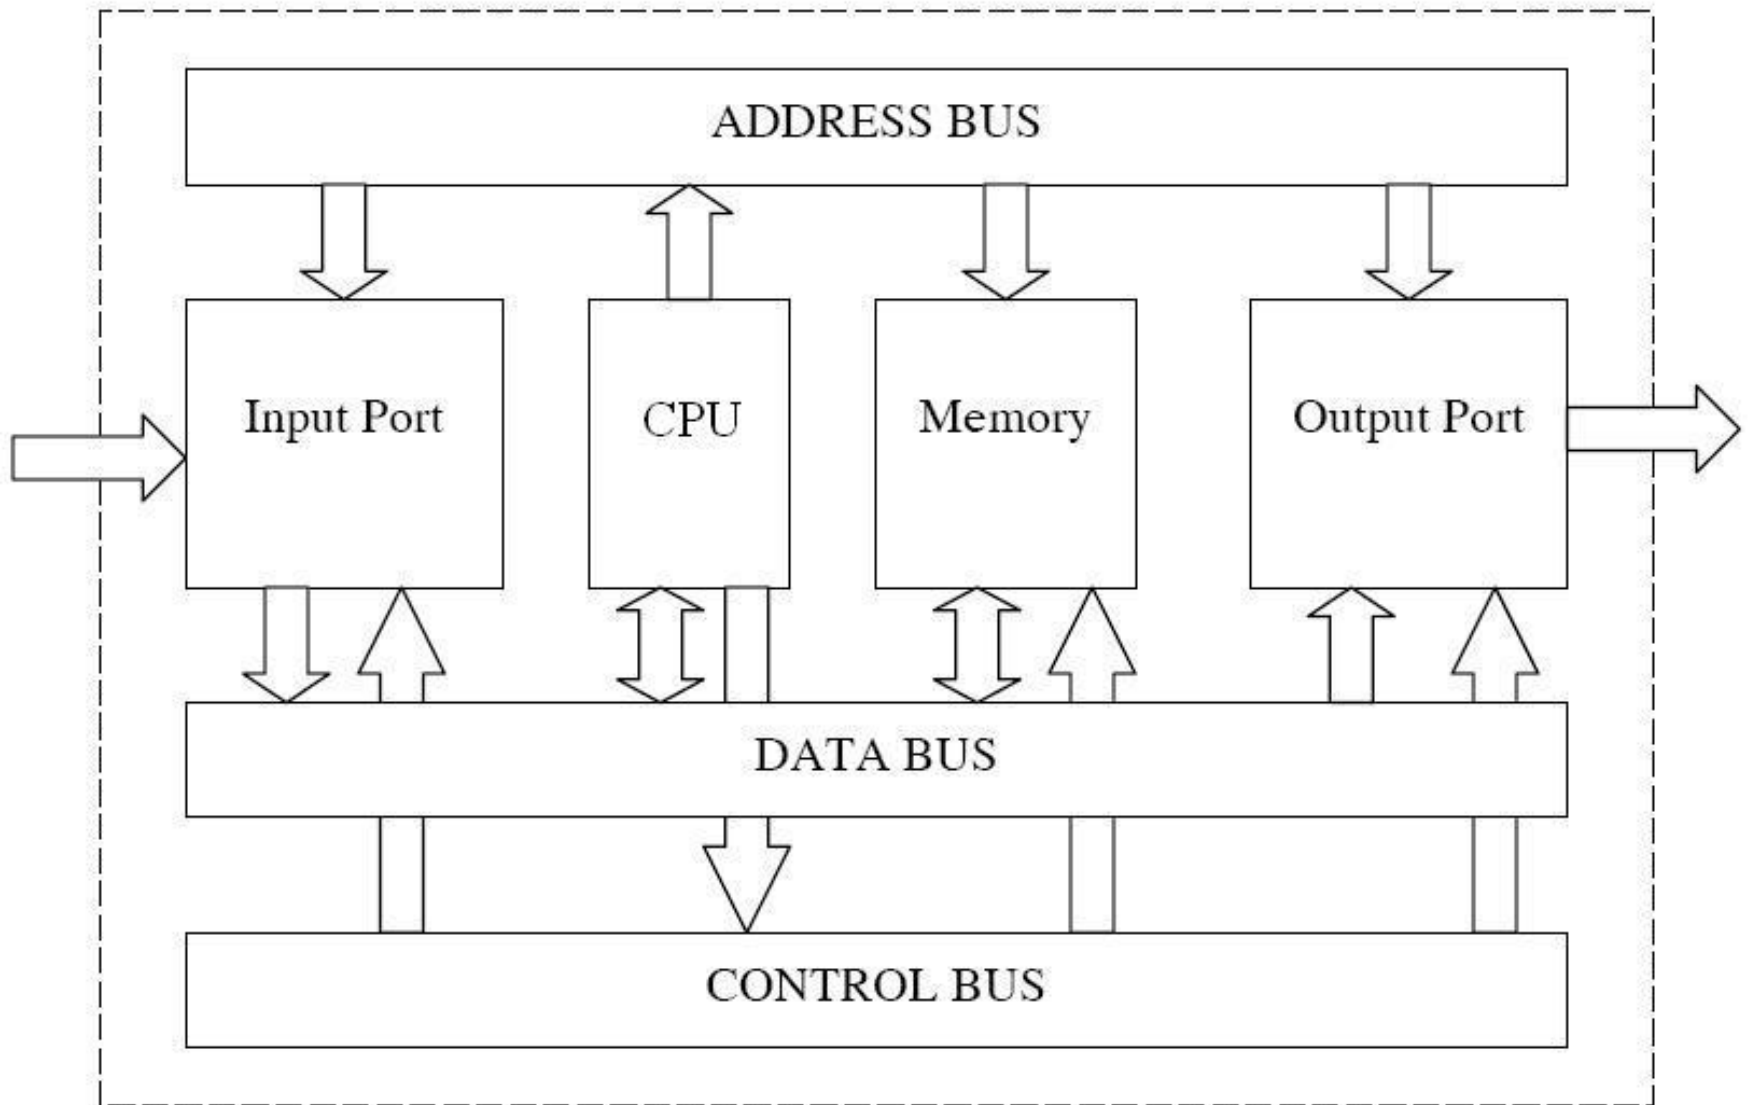 ADDRESS BUS
Input Port
CPU
Memory
Output Port
DATA BUS
CONTROL BUS